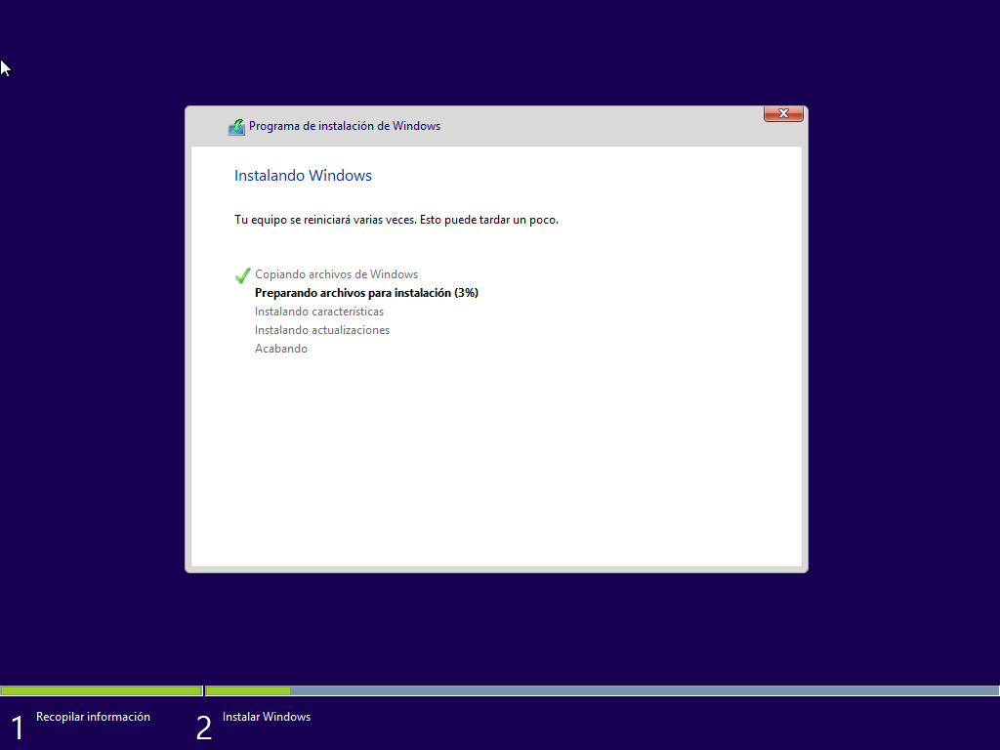 Programa de instalación de Windows
Instalando Windows
Tu equipo se reiniciará varias veces. Esto puede tardar un poco.
Copiando archivos de Windows
Preparando archivos para instalación (3%)
Instalando características
Instalando actualizaciones
Acabando
1 Recopilar información
2 Instalar Windows